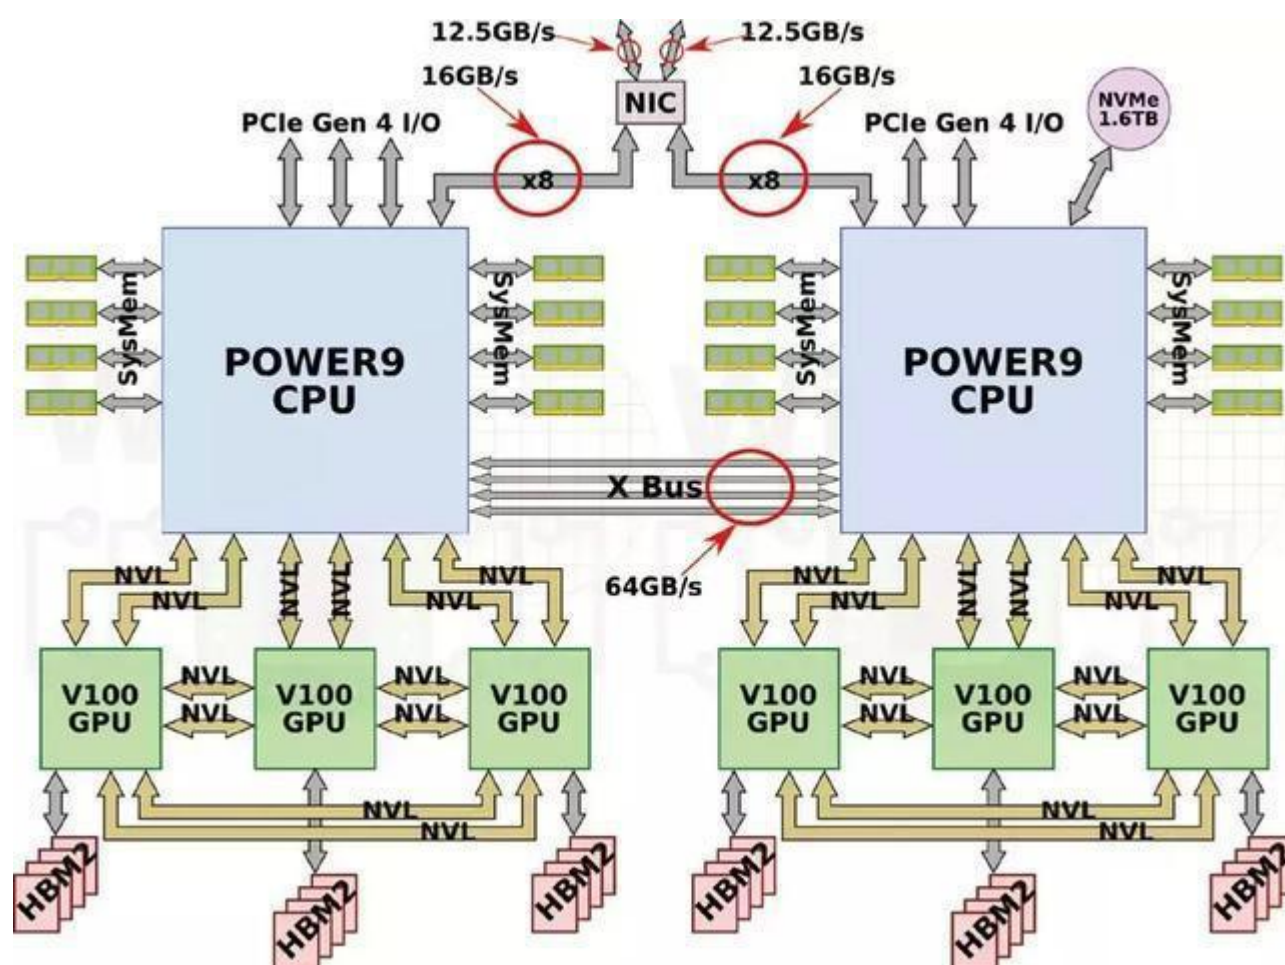 12.5GB/s
12.5GB/s
16GB/s
16GB/s
NIC
NVMe
1.6TB
PCIe Gen 4 I/O
PCIe Gen 4 I/O
x8
x8
SysMem
SysMem
SysMem
SysMem
POWER9
CPU
POWER9
CPU
X Bus
64GB/s
NVL
NVL
NVL
NVL
NVL
NVL
NVL
NVL
NVL
NVL
NVL
NVL
V100
GPU
NVL
NVL
V100
GPU
NVL
NVL
V100
GPU
V100
GPU
NVL
NVL
V100
GPU
NVL
NVL
V100
GPU
NVL
NVL
NVL
NVL
HBM2
HBM2
HBM2
HBM2
HBM2
HBM2